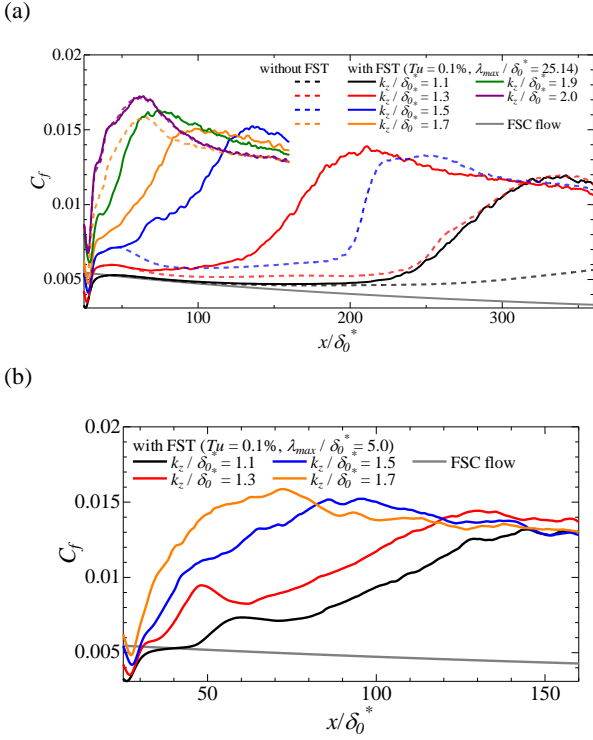 (a)
0.02
without FST with FST (Tu = 0.1%, λmax / δ0* = 25.14)
kz / δ0* = 1.1 kz / δ0* = 1.9
kz / δ0* = 1.3 kz / δ0* = 2.0
kz / δ0* = 1.5 FSC flow
kz / δ0* = 1.7
0.015
Cf
0.01
0.005
100 200 300
x/δ0*
(b)
0.02
with FST (Tu = 0.1%, λmax / δ0* = 5.0)
kz / δ0* = 1.1 kz / δ0* = 1.5 FSC flow
kz / δ0* = 1.3 kz / δ0* = 1.7
0.015
Cf
0.01
0.005
50 100 150
x/δ0*